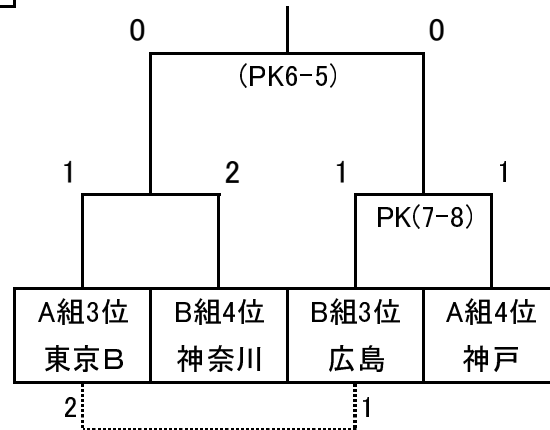 0 0
(PK6-5)
1 2 1 1
PK(7-8)
A組3位 B組4位 B組3位 A組4位
東京B 神奈川 広島 神戸
2 1